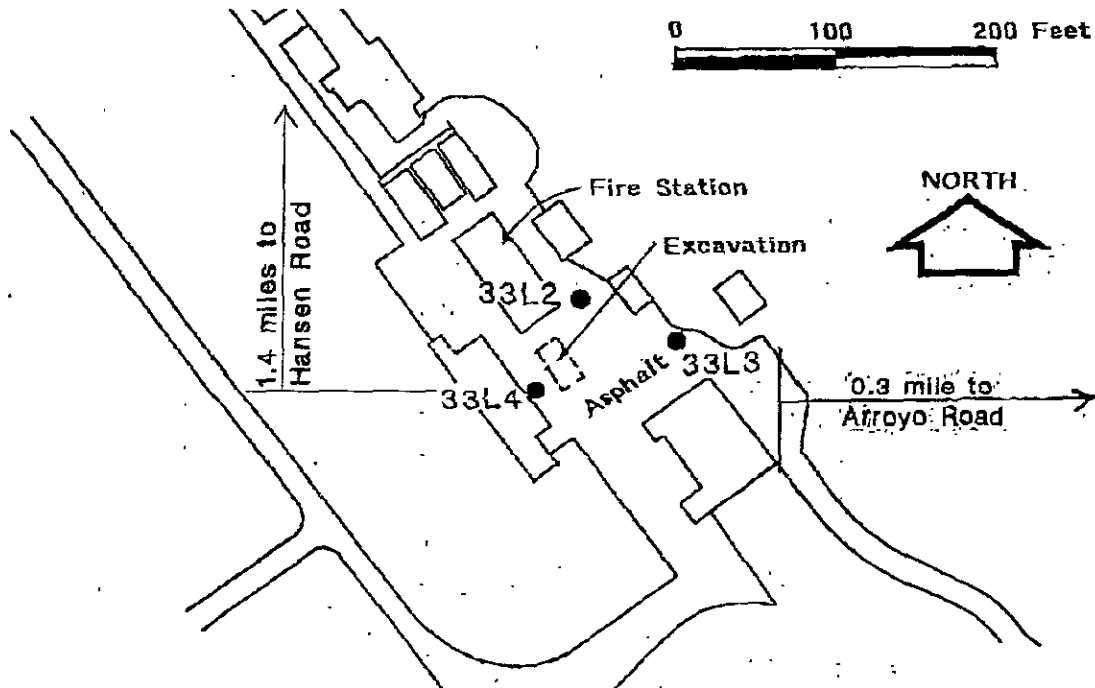 0 100 200 Feet
Fire Station
NORTH
Excavation
1.4 miles to
Hansen Road
33L2
33L3
Asphalt
33L4
0.3 mile to
Arroyo Road